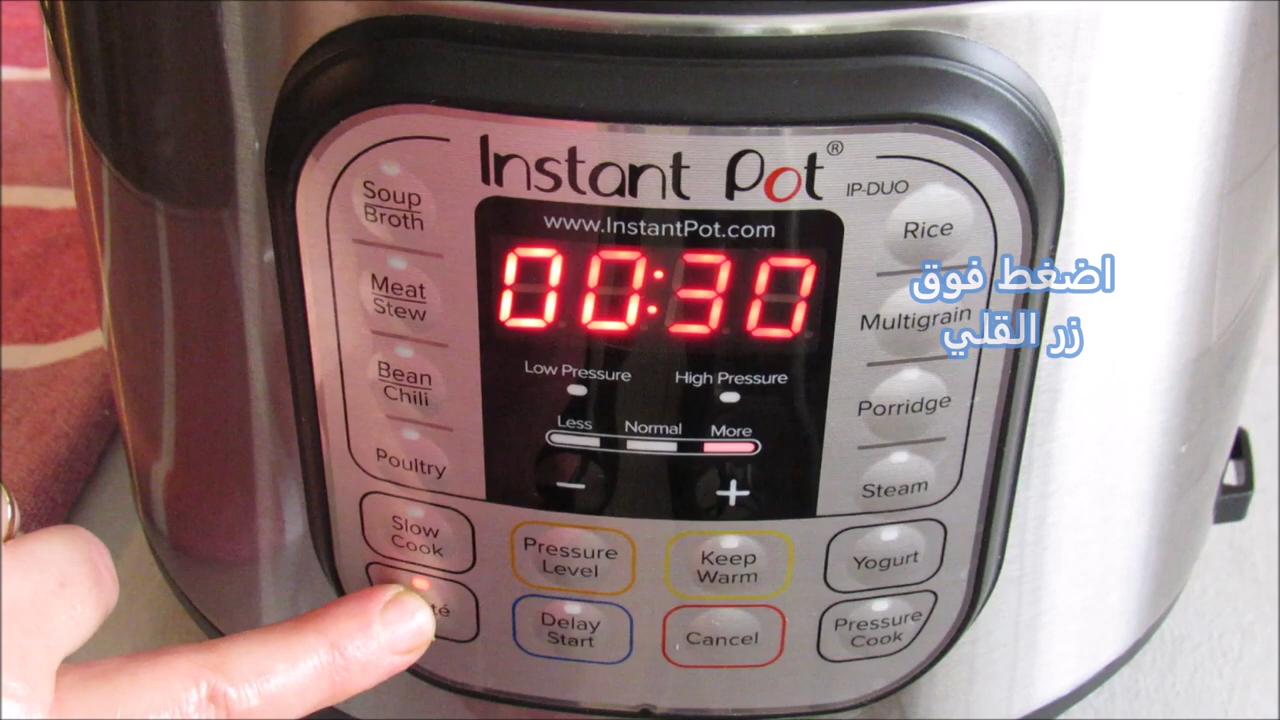 Instant Pot®
IP-DUO
www.InstantPot.com
00:30
Low Pressure
High Pressure
Less
Normal
More
−
+
Soup
Broth
Meat
Stew
Bean
Chili
Poultry
Slow
Cook
té
Rice
Multigrain
Porridge
Steam
Yogurt
Pressure
Level
Keep
Warm
Delay
Start
Cancel
Pressure
Cook
اضغط فوق
زر القلي